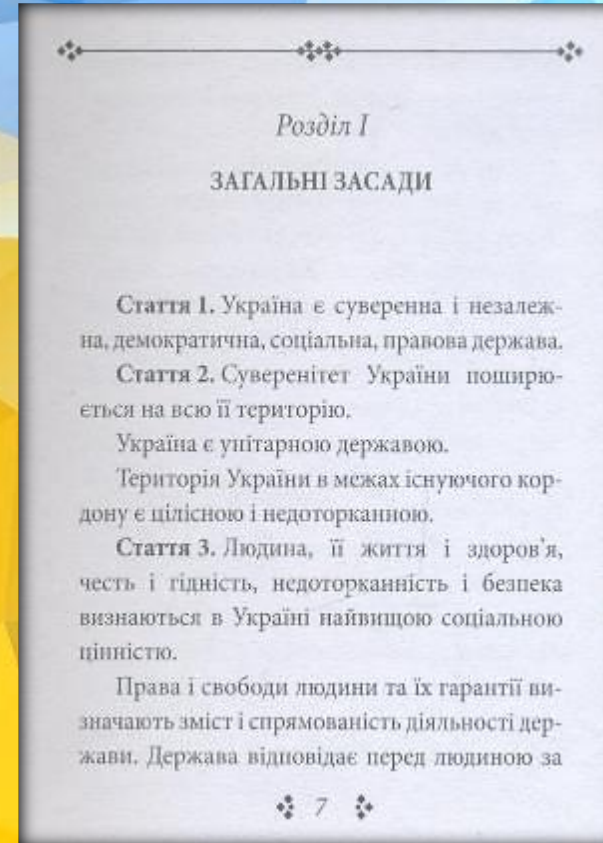 Розділ I
ЗАГАЛЬНІ ЗАСАДИ
Стаття 1. Україна є суверенна і незалеж-
на, демократична, соціальна, правова держава.
Стаття 2. Суверенітет України поширю-
ється на всю її територію.
Україна є унітарною державою.
Територія України в межах існуючого кор-
дону є цілісною і недоторканною.
Стаття 3. Людина, її життя і здоров'я,
честь і гідність, недоторканність і безпека
визнаються в Україні найвищою соціальною
цінністю.
Права і свободи людини та їх гарантії ви-
значають зміст і спрямованість діяльності дер-
жави. Держава відповідає перед людиною за
7